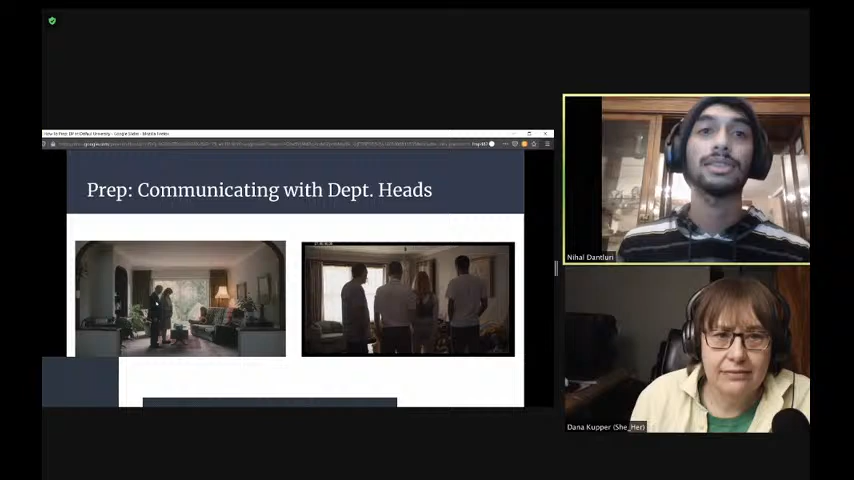 How To Prep: DP in DePaul University - Google Slides - Mozilla Firefox
Prep: Communicating with Dept. Heads
Nihal Dantluri
Dana Kupper (She_Her)